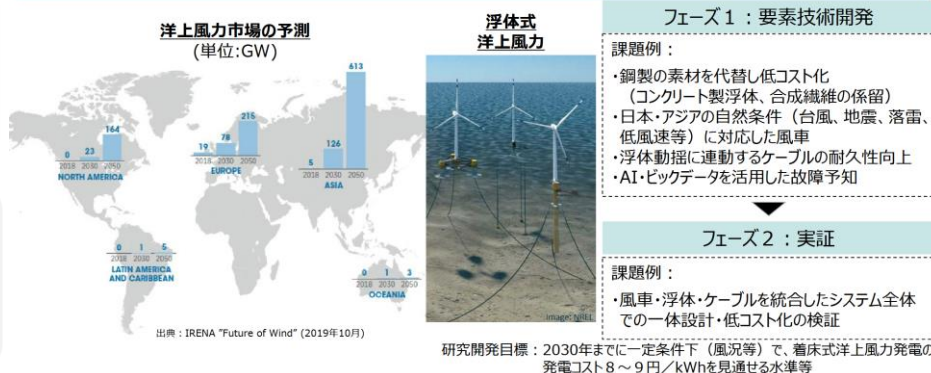 洋上風力市場の予測
(単位:GW)
0 23 164
2018 2030 2050
NORTH AMERICA
19 78 215
2018 2030 2050
EUROPE
5 126 613
2018 2030 2050
ASIA
0 1 5
2018 2030 2050
LATIN AMERICA
AND CARIBBEAN
0 1 3
2018 2030 2050
OCEANIA
出典：IRENA "Future of Wind" (2019年10月)
浮体式
洋上風力
Image: NREL
フェーズ1：要素技術開発
課題例：
・鋼製の素材を代替し低コスト化
（コンクリート製浮体、合成繊維の係留）
・日本・アジアの自然条件（台風、地震、落雷、
低風速等）に対応した風車
・浮体動揺に連動するケーブルの耐久性向上
・AI・ビックデータを活用した故障予知
フェーズ2：実証
課題例：
・風車・浮体・ケーブルを統合したシステム全体
での一体設計・低コスト化の検証
研究開発目標：2030年までに一定条件下（風況等）で、着床式洋上風力発電の
発電コスト８～９円／kWhを見通せる水準等